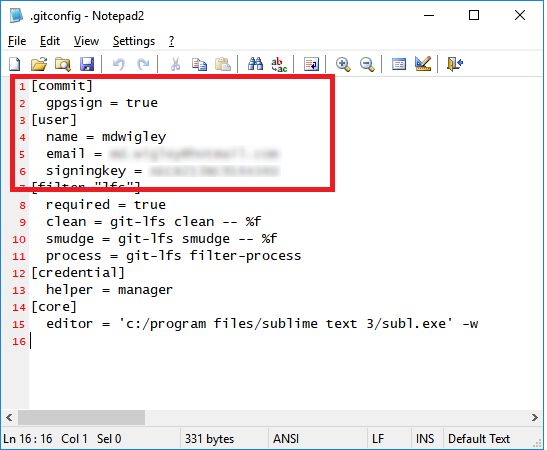 .gitconfig - Notepad2
File Edit View Settings ?
1 [commit]
2 gpgsign = true
3 [user]
4 name = mdwigley
5 email =
6 signingkey =
7 [filter "lfs"]
8 required = true
9 clean = git-lfs clean -- %f
10 smudge = git-lfs smudge -- %f
11 process = git-lfs filter-process
12 [credential]
13 helper = manager
14 [core]
15 editor = 'c:/program files/sublime text 3/subl.exe' -w
16
Ln 16 : 16 Col 1 Sel 0 331 bytes ANSI LF INS Default Text